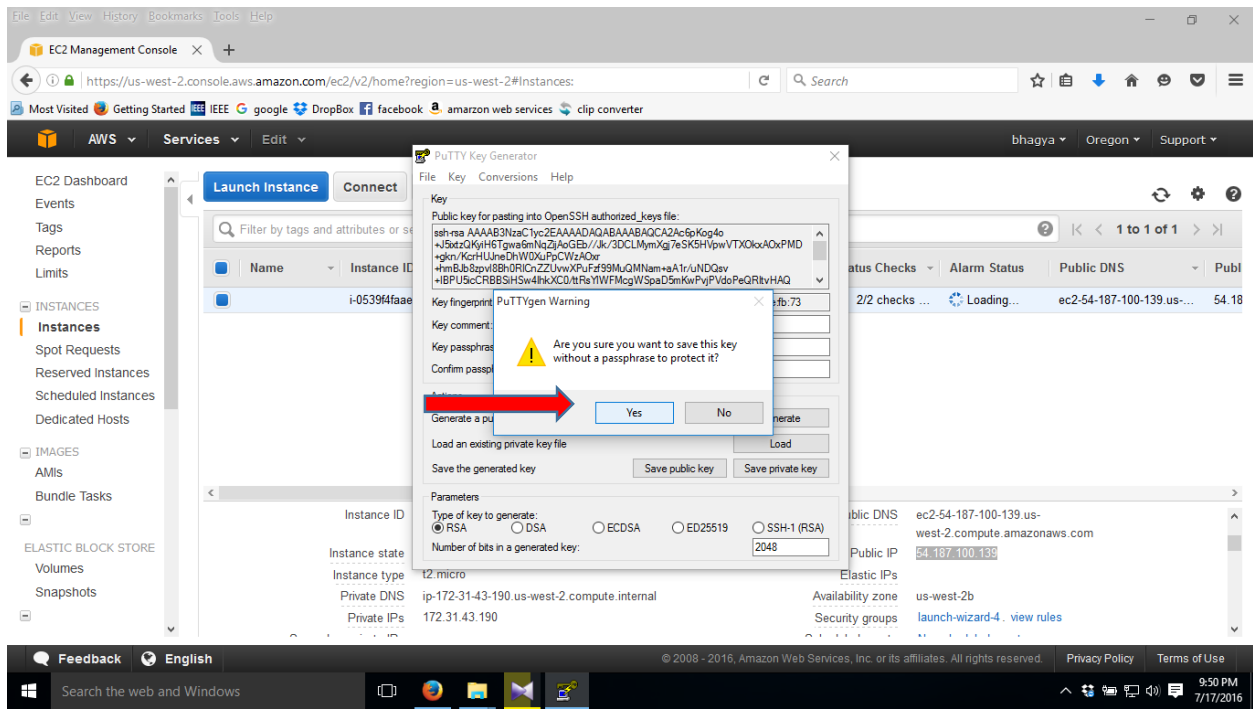 File Edit View History Bookmarks Tools Help
EC2 Management Console
https://us-west-2.console.aws.amazon.com/ec2/v2/home?region=us-west-2#Instances:
Search
Most Visited Getting Started IEEE google DropBox facebook amarzon web services clip converter
AWS Services Edit bhagya Oregon Support
PuTTY Key Generator
File Key Conversions Help
EC2 Dashboard
Events
Tags
Reports
Limits
INSTANCES
Instances
Spot Requests
Reserved Instances
Scheduled Instances
Dedicated Hosts
IMAGES
AMIs
Bundle Tasks
ELASTIC BLOCK STORE
Volumes
Snapshots
Launch Instance Connect
Filter by tags and attributes or se
1 to 1 of 1
Name Instance ID
atus Checks Alarm Status Public DNS Publ
i-0539f4faae
2/2 checks ... Loading... ec2-54-187-100-139.us-... 54.18
Key
Public key for pasting into OpenSSH authorized_keys file:
Key fingerprint
fb:73
Key comment:
Key passphras
Confirm passp
PuTTYgen Warning
Are you sure you want to save this key
without a passphrase to protect it?
Yes No
Generate a pu
nerate
Load an existing private key file Load
Save the generated key Save public key Save private key
Parameters
Type of key to generate:
RSA DSA ECDSA ED25519 SSH-1 (RSA)
Number of bits in a generated key: 2048
Instance ID
Instance state
Instance type t2.micro
Private DNS ip-172-31-43-190.us-west-2.compute.internal
Private IPs 172.31.43.190
ublic DNS ec2-54-187-100-139.us-
west-2.compute.amazonaws.com
Public IP 54.187.100.139
Elastic IPs
Availability zone us-west-2b
Security groups launch-wizard-4 . view rules
Feedback English
© 2008 - 2016, Amazon Web Services, Inc. or its affiliates. All rights reserved. Privacy Policy Terms of Use
Search the web and Windows
9:50 PM
7/17/2016